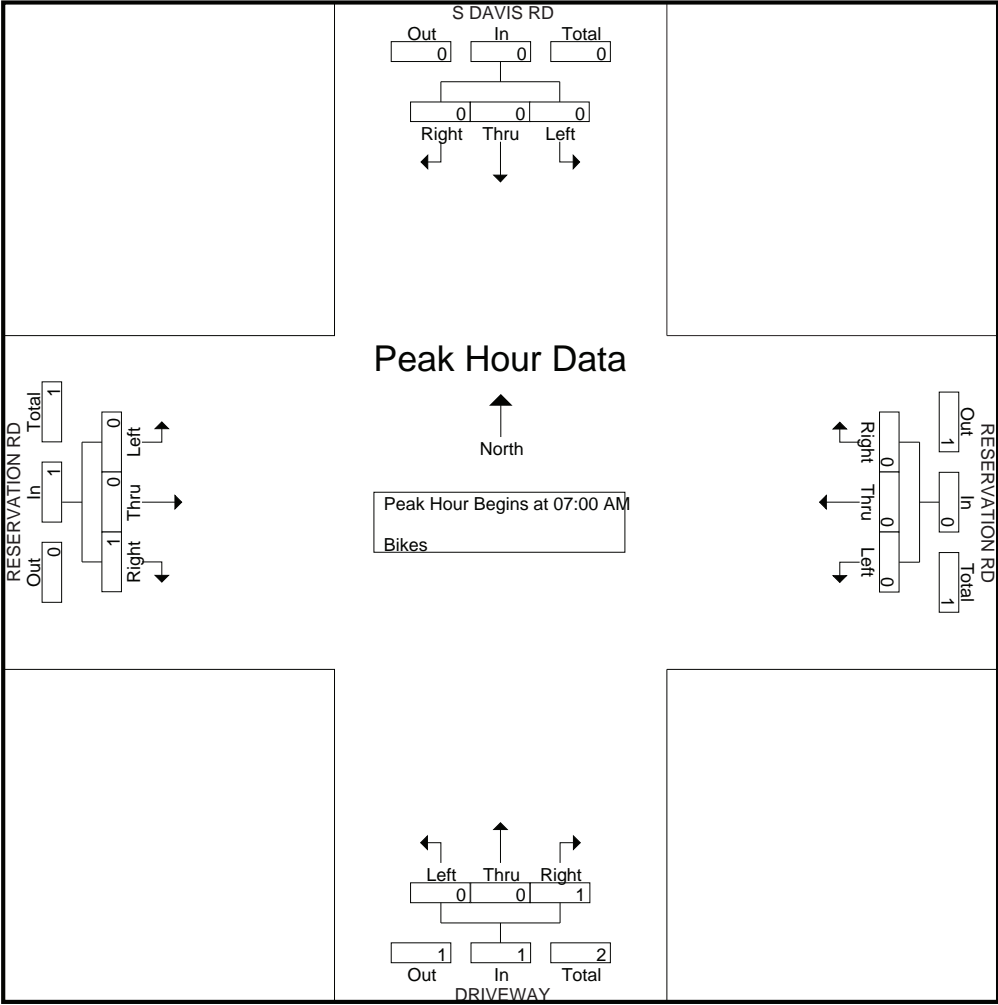 S DAVIS RD
Out In Total
0 0 0
0 0 0
Right Thru Left
Peak Hour Data
North
Peak Hour Begins at 07:00 AM
Bikes
RESERVATION RD
Out In Total
0 1 1
Left Thru Right
0 0 1
RESERVATION RD
Out In Total
1 0 1
Right Thru Left
0 0 0
Left Thru Right
0 0 1
1 1 2
Out In Total
DRIVEWAY